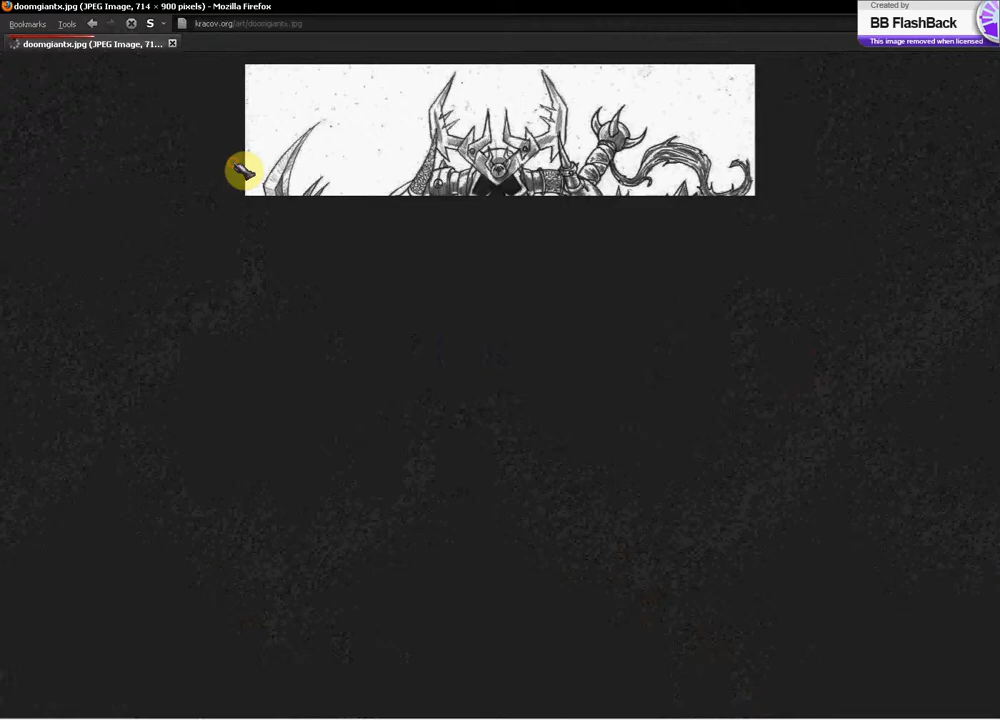 doomgiantx.jpg (JPEG Image, 714 × 900 pixels) - Mozilla Firefox
Bookmarks Tools S kracov.org/art/doomgiantx.jpg
doomgiantx.jpg (JPEG Image, 71...
Created by
BB FlashBack
This image removed when licensed